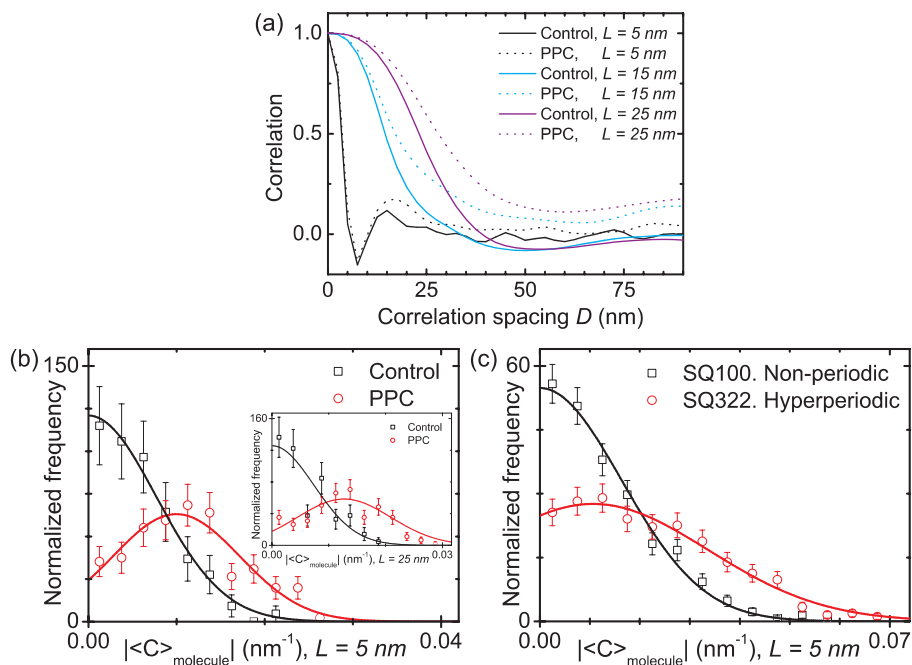 (a)
Correlation
1.0
0.5
0.0
0
25
50
75
Correlation spacing D (nm)
Control, L = 5 nm
PPC, L = 5 nm
Control, L = 15 nm
PPC, L = 15 nm
Control, L = 25 nm
PPC, L = 25 nm
(b)
Normalized frequency
150
0
0.00
0.04
|<C>molecule| (nm-1), L = 5 nm
Control
PPC
Normalized frequency
160
0
0.00
0.03
|<C>molecule| (nm-1), L = 25 nm
Control
PPC
(c)
Normalized frequency
60
0
0.00
0.07
|<C>molecule| (nm-1), L = 5 nm
SQ100. Non-periodic
SQ322. Hyperperiodic